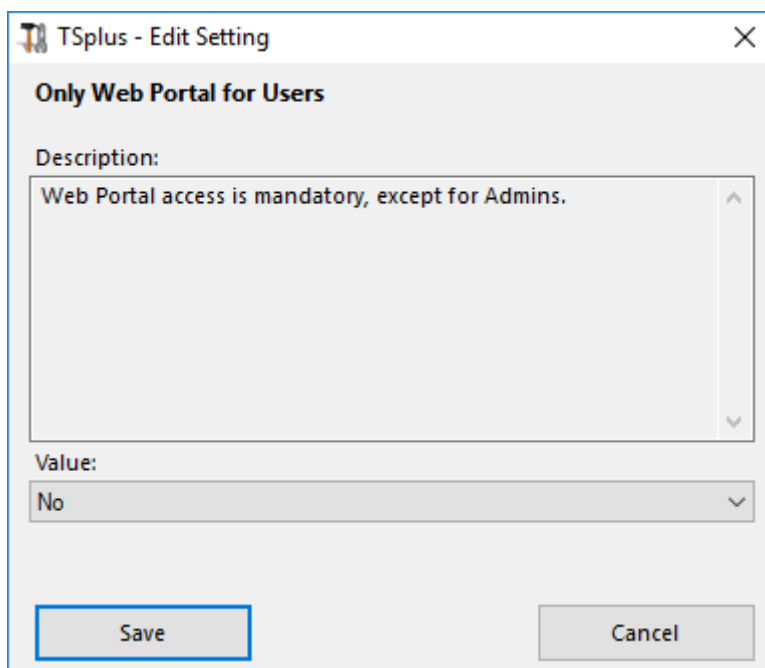 TSplus - Edit Setting
Only Web Portal for Users
Description:
Web Portal access is mandatory, except for Admins.
Value:
No
Save Cancel